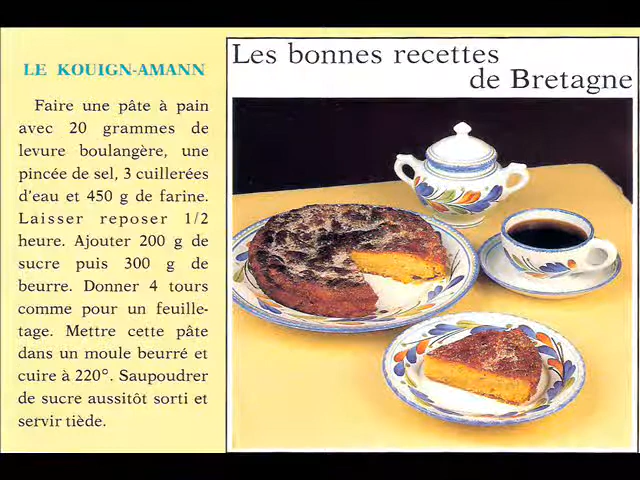 LE KOUIGN-AMANN
Faire une pâte à pain
avec 20 grammes de
levure boulangère, une
pincée de sel, 3 cuillerées
d'eau et 450 g de farine.
Laisser reposer 1/2
heure. Ajouter 200 g de
sucre puis 300 g de
beurre. Donner 4 tours
comme pour un feuille-
tage. Mettre cette pâte
dans un moule beurré et
cuire à 220°. Saupoudrer
de sucre aussitôt sorti et
servir tiède.
Les bonnes recettes
de Bretagne